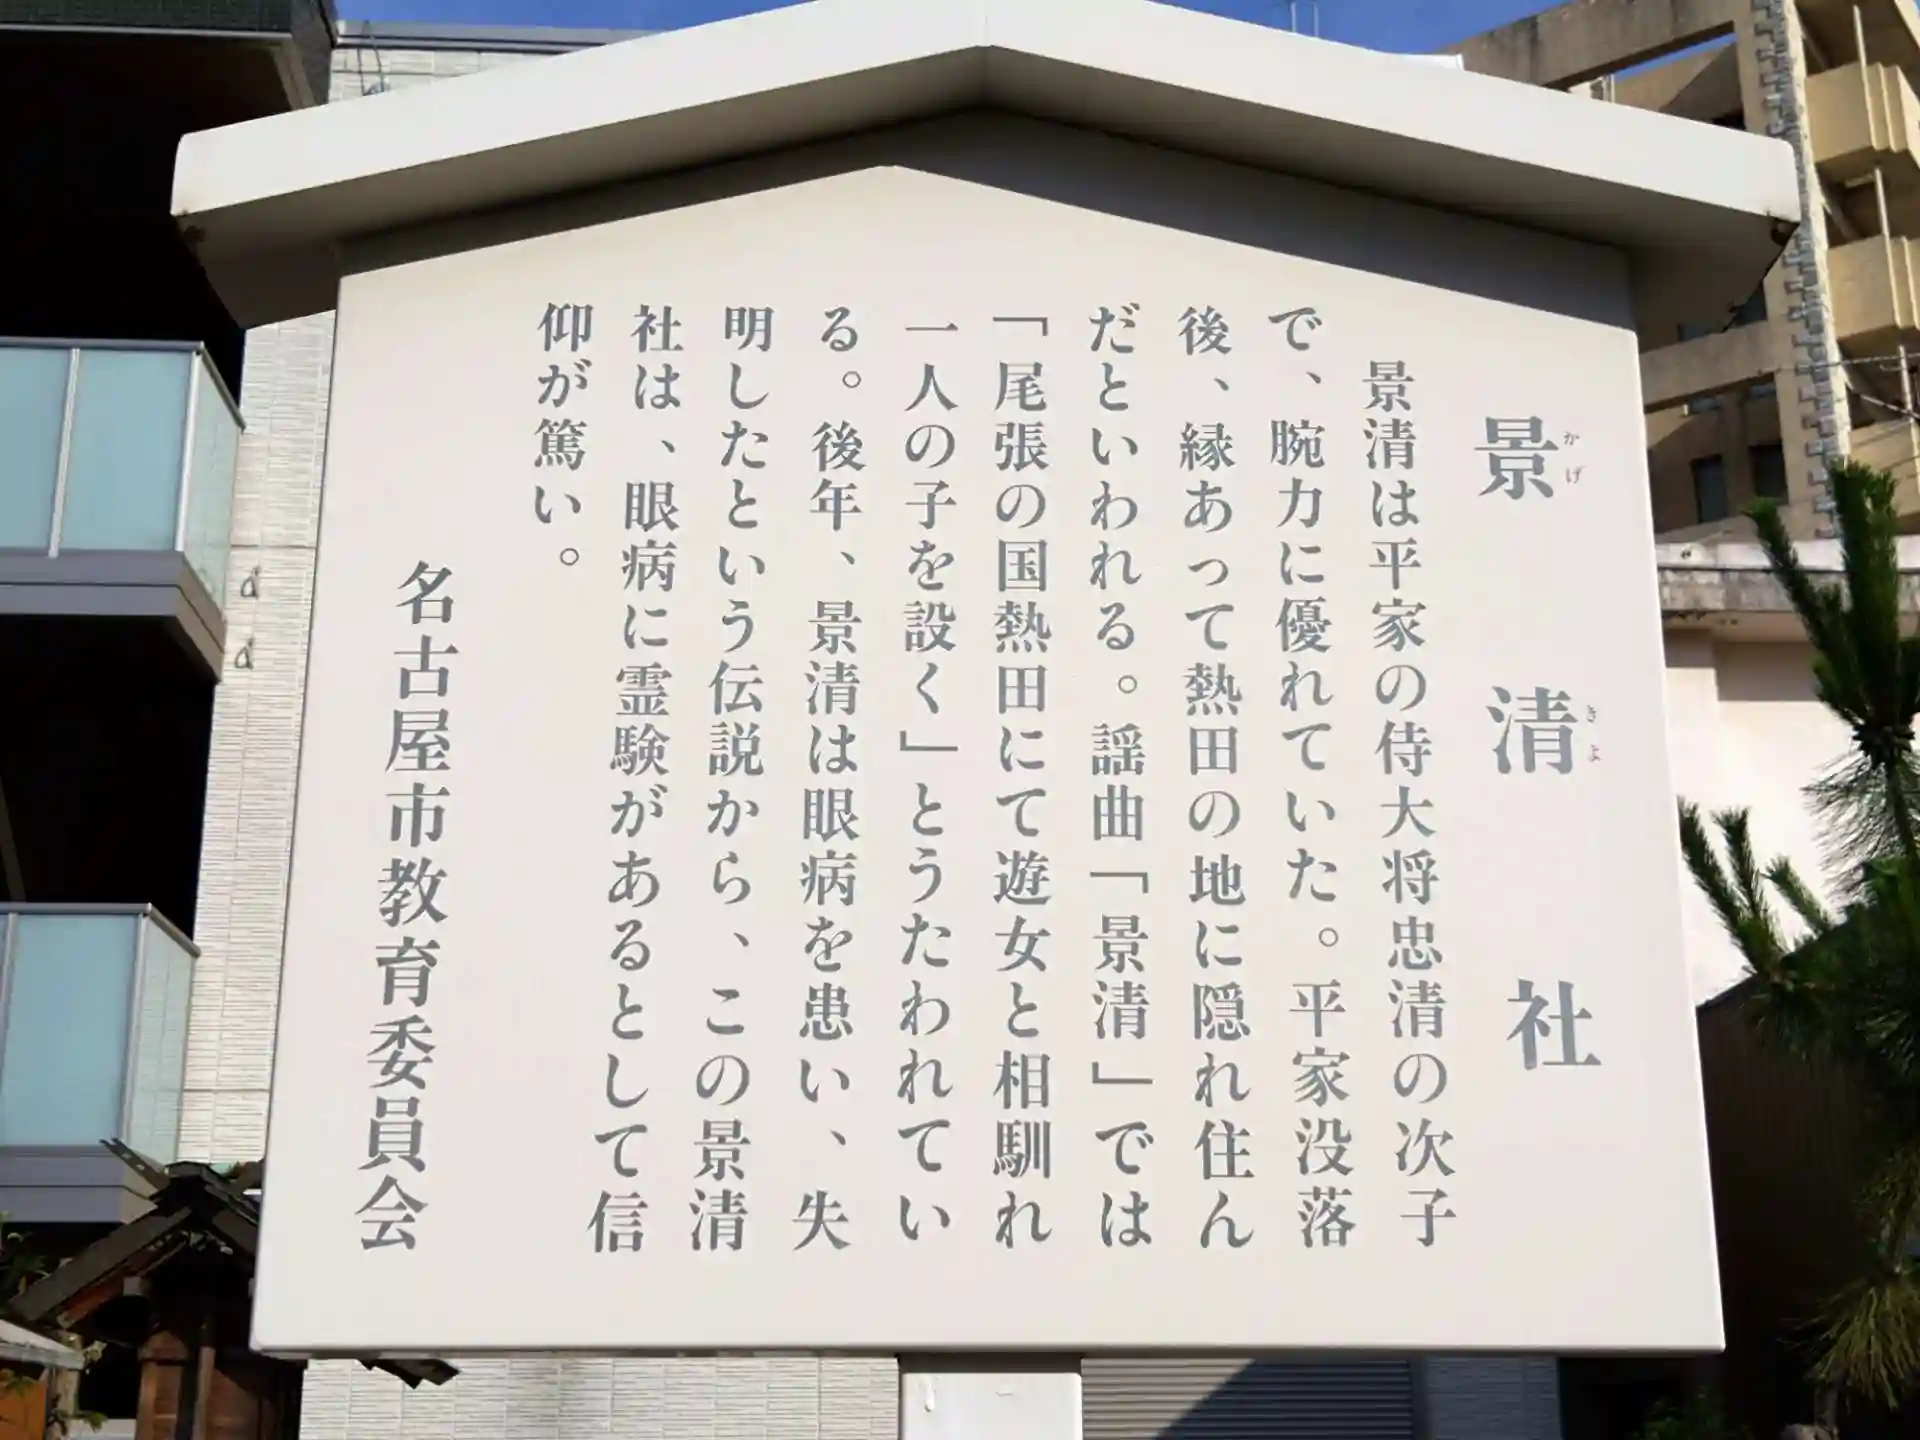 景清社
かげ きよ
景清は平家の侍大将忠清の次子
で、腕力に優れていた。平家没落
後、縁あって熱田の地に隠れ住ん
だといわれる。謡曲「景清」では
「尾張の国熱田にて遊女と相馴れ
一人の子を設く」とうたわれてい
る。後年、景清は眼病を患い、失
明したという伝説から、この景清
社は、眼病に霊験があるとして信
仰が篤い。
名古屋市教育委員会